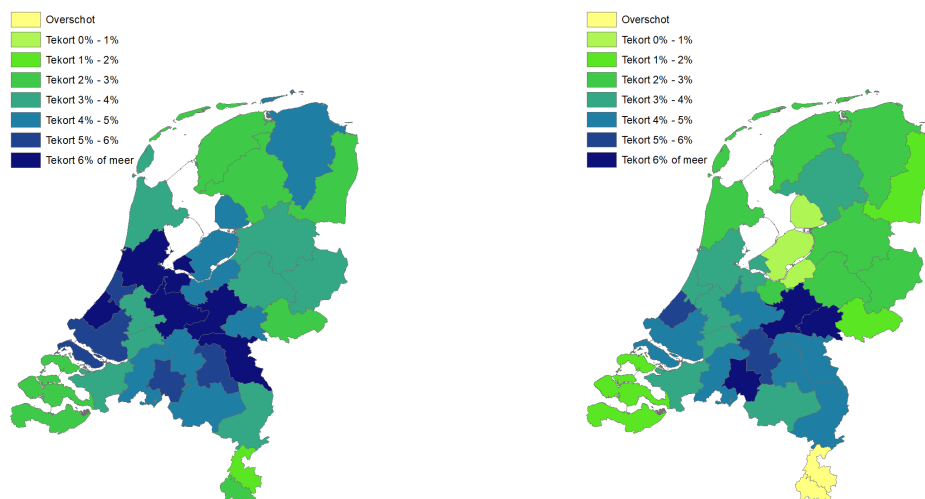 Overschot
Tekort 0% - 1%
Tekort 1% - 2%
Tekort 2% - 3%
Tekort 3% - 4%
Tekort 4% - 5%
Tekort 5% - 6%
Tekort 6% of meer
Overschot
Tekort 0% - 1%
Tekort 1% - 2%
Tekort 2% - 3%
Tekort 3% - 4%
Tekort 4% - 5%
Tekort 5% - 6%
Tekort 6% of meer